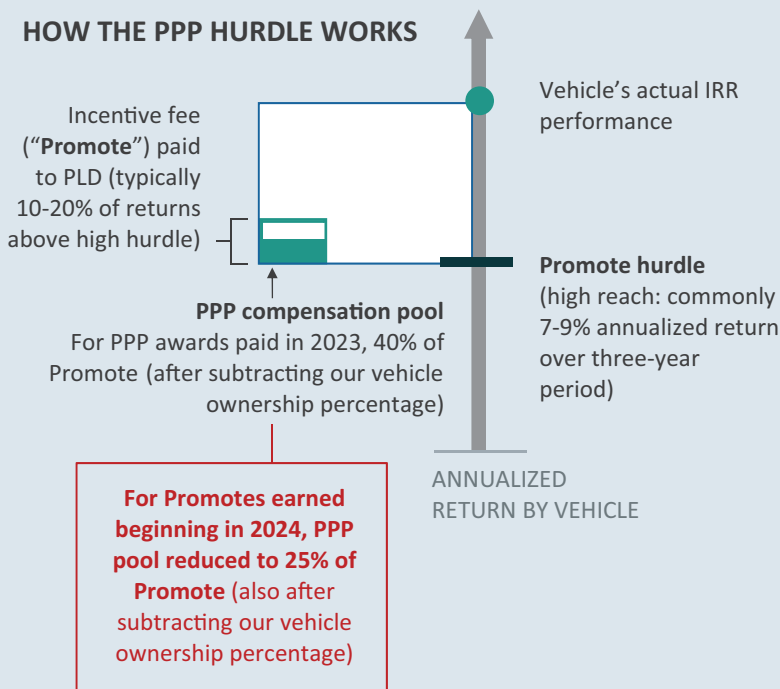 HOW THE PPP HURDLE WORKS
Incentive fee
(“Promote”) paid
to PLD (typically
10-20% of returns
above high hurdle)
Vehicle’s actual IRR
performance
Promote hurdle
(high reach: commonly
7-9% annualized return
over three-year
period)
PPP compensation pool
For PPP awards paid in 2023, 40% of
Promote (after subtracting our vehicle
ownership percentage)
ANNUALIZED
RETURN BY VEHICLE
For Promotes earned
beginning in 2024, PPP
pool reduced to 25% of
Promote (also after
subtracting our vehicle
ownership percentage)